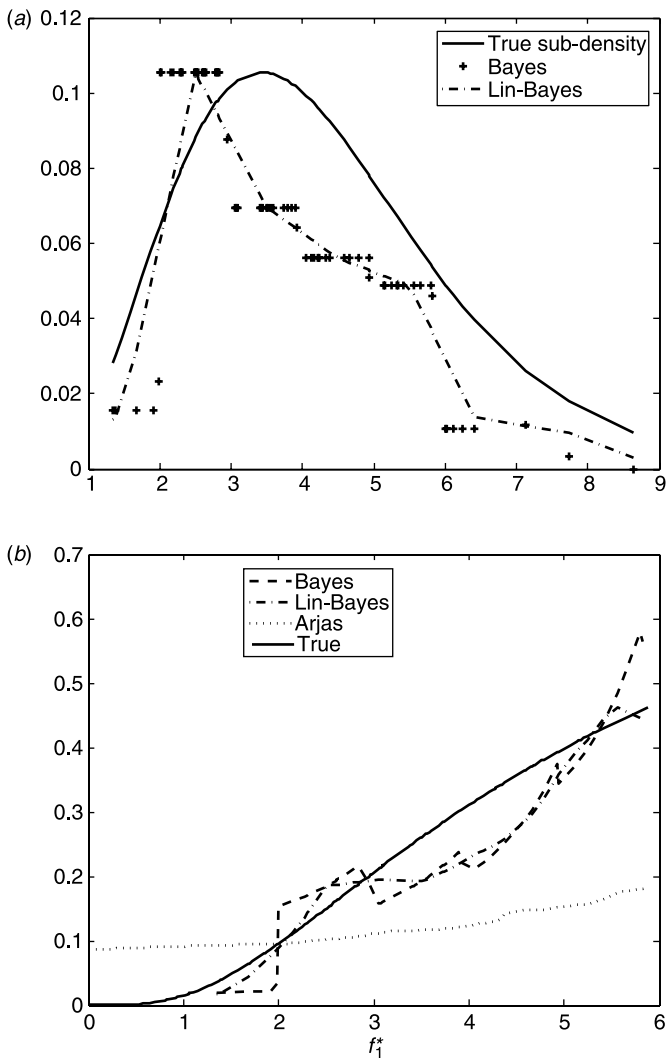 (a)
0.12
0.1
0.08
0.06
0.04
0.02
0
True sub-density
Bayes
Lin-Bayes
1 2 3 4 5 6 7 8 9
(b)
0.7
0.6
0.5
0.4
0.3
0.2
0.1
0
Bayes
Lin-Bayes
Arjas
True
0 1 2 3 4 5 6
f₁*